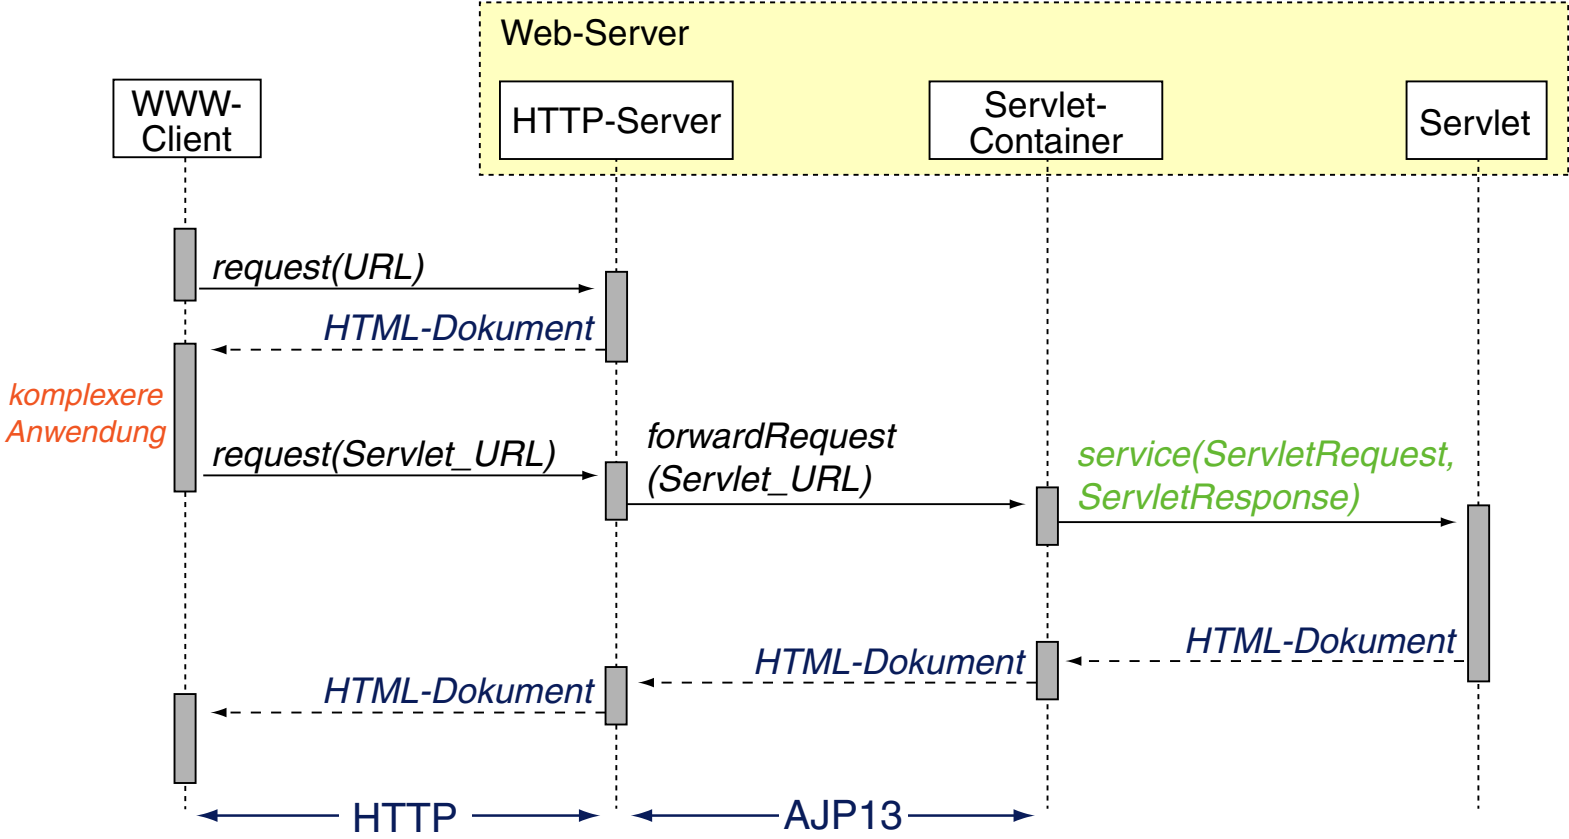 Web-Server
WWW-
Client
HTTP-Server
Servlet-
Container
Servlet
request(URL)
HTML-Dokument
komplexere
Anwendung
request(Servlet_URL)
forwardRequest
(Servlet_URL)
service(ServletRequest,
ServletResponse)
HTML-Dokument
HTML-Dokument
HTML-Dokument
HTTP
AJP13